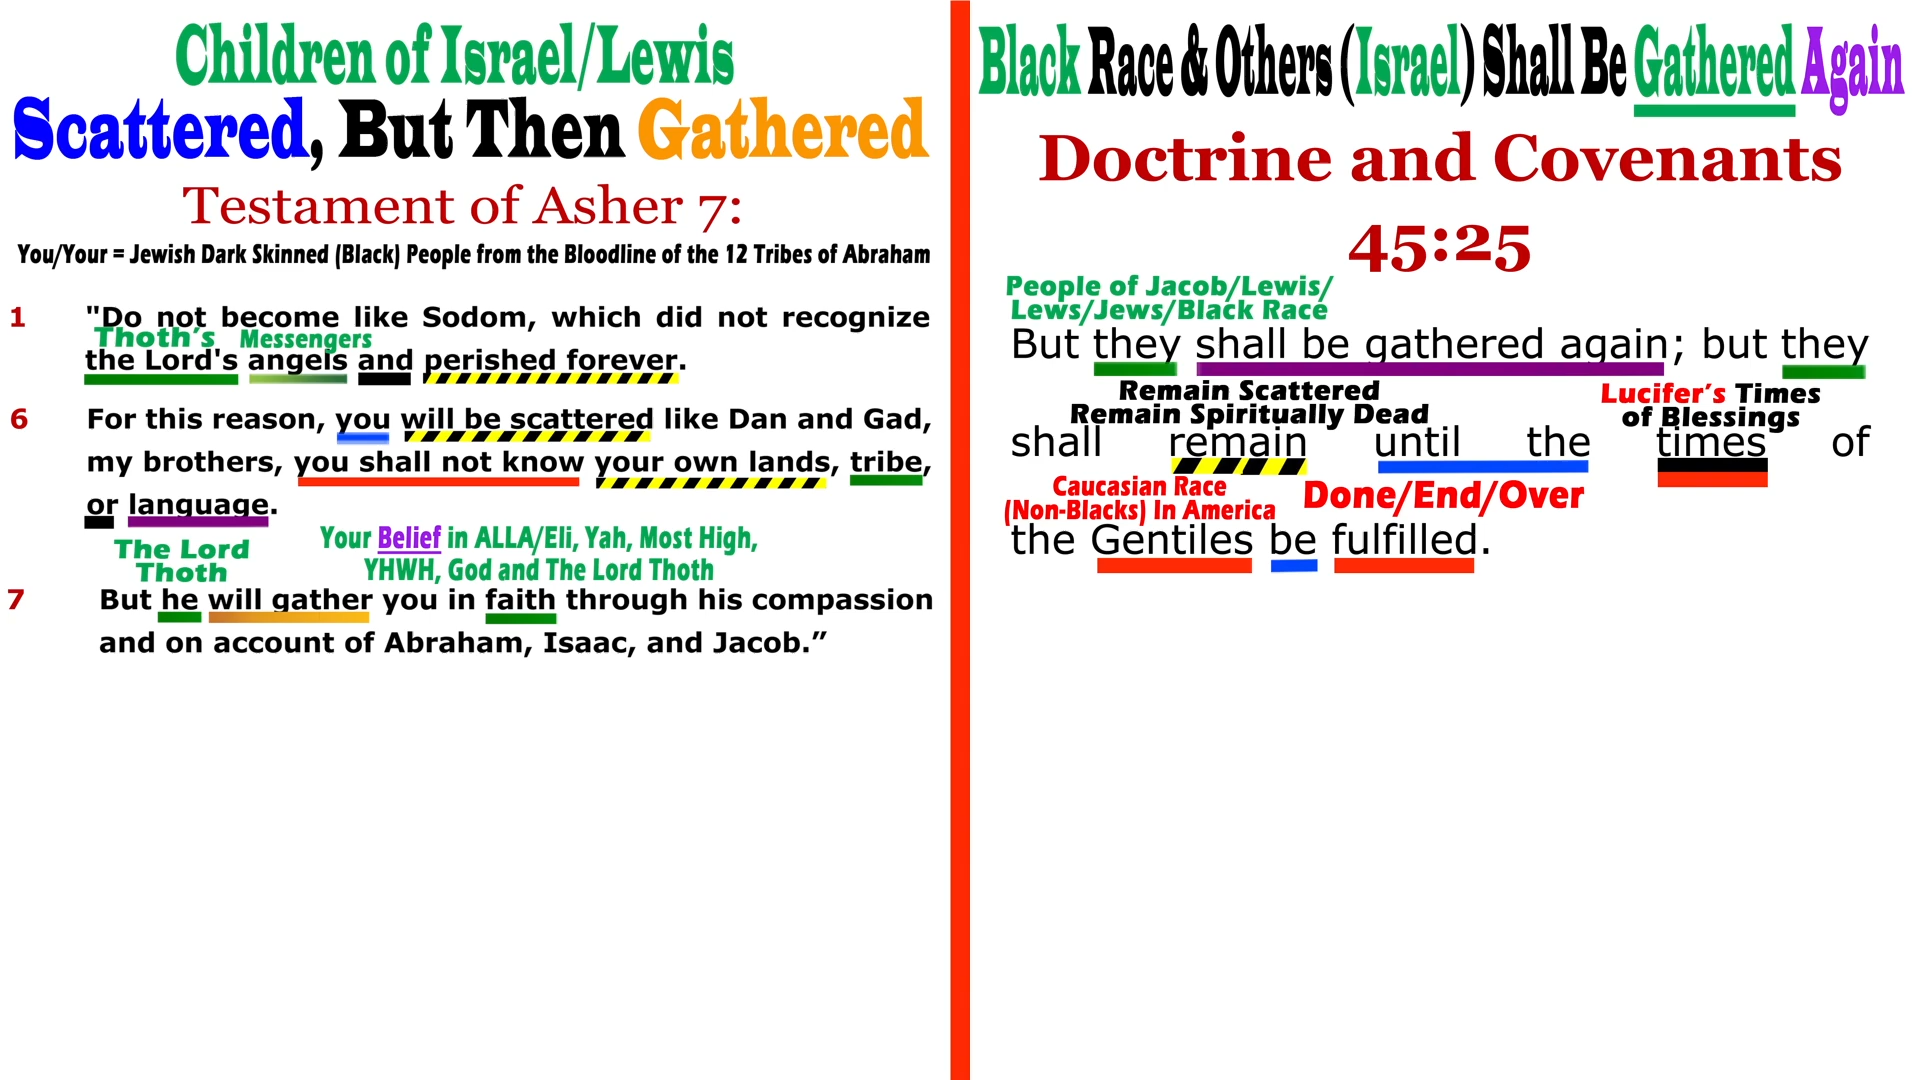 Children of Israel/Lewis
Scattered, But Then Gathered
Testament of Asher 7:
You/Your = Jewish Dark Skinned (Black) People from the Bloodline of the 12 Tribes of Abraham
1 "Do not become like Sodom, which did not recognize
Thoth's Messengers
the Lord's angels and perished forever.
6 For this reason, you will be scattered like Dan and Gad,
my brothers, you shall not know your own lands, tribe,
or language.
The Lord
Thoth
Your Belief in ALLA/Eli, Yah, Most High,
YHWH, God and The Lord Thoth
7 But he will gather you in faith through his compassion
and on account of Abraham, Isaac, and Jacob.”
Black Race & Others (Israel) Shall Be Gathered Again
Doctrine and Covenants
45:25
People of Jacob/Lewis/
Lews/Jews/Black Race
But they shall be gathered again; but they
Remain Scattered
Remain Spiritually Dead
Lucifer’s Times
of Blessings
shall remain until the times of
Caucasian Race
(Non-Blacks) In America
Done/End/Over
the Gentiles be fulfilled.